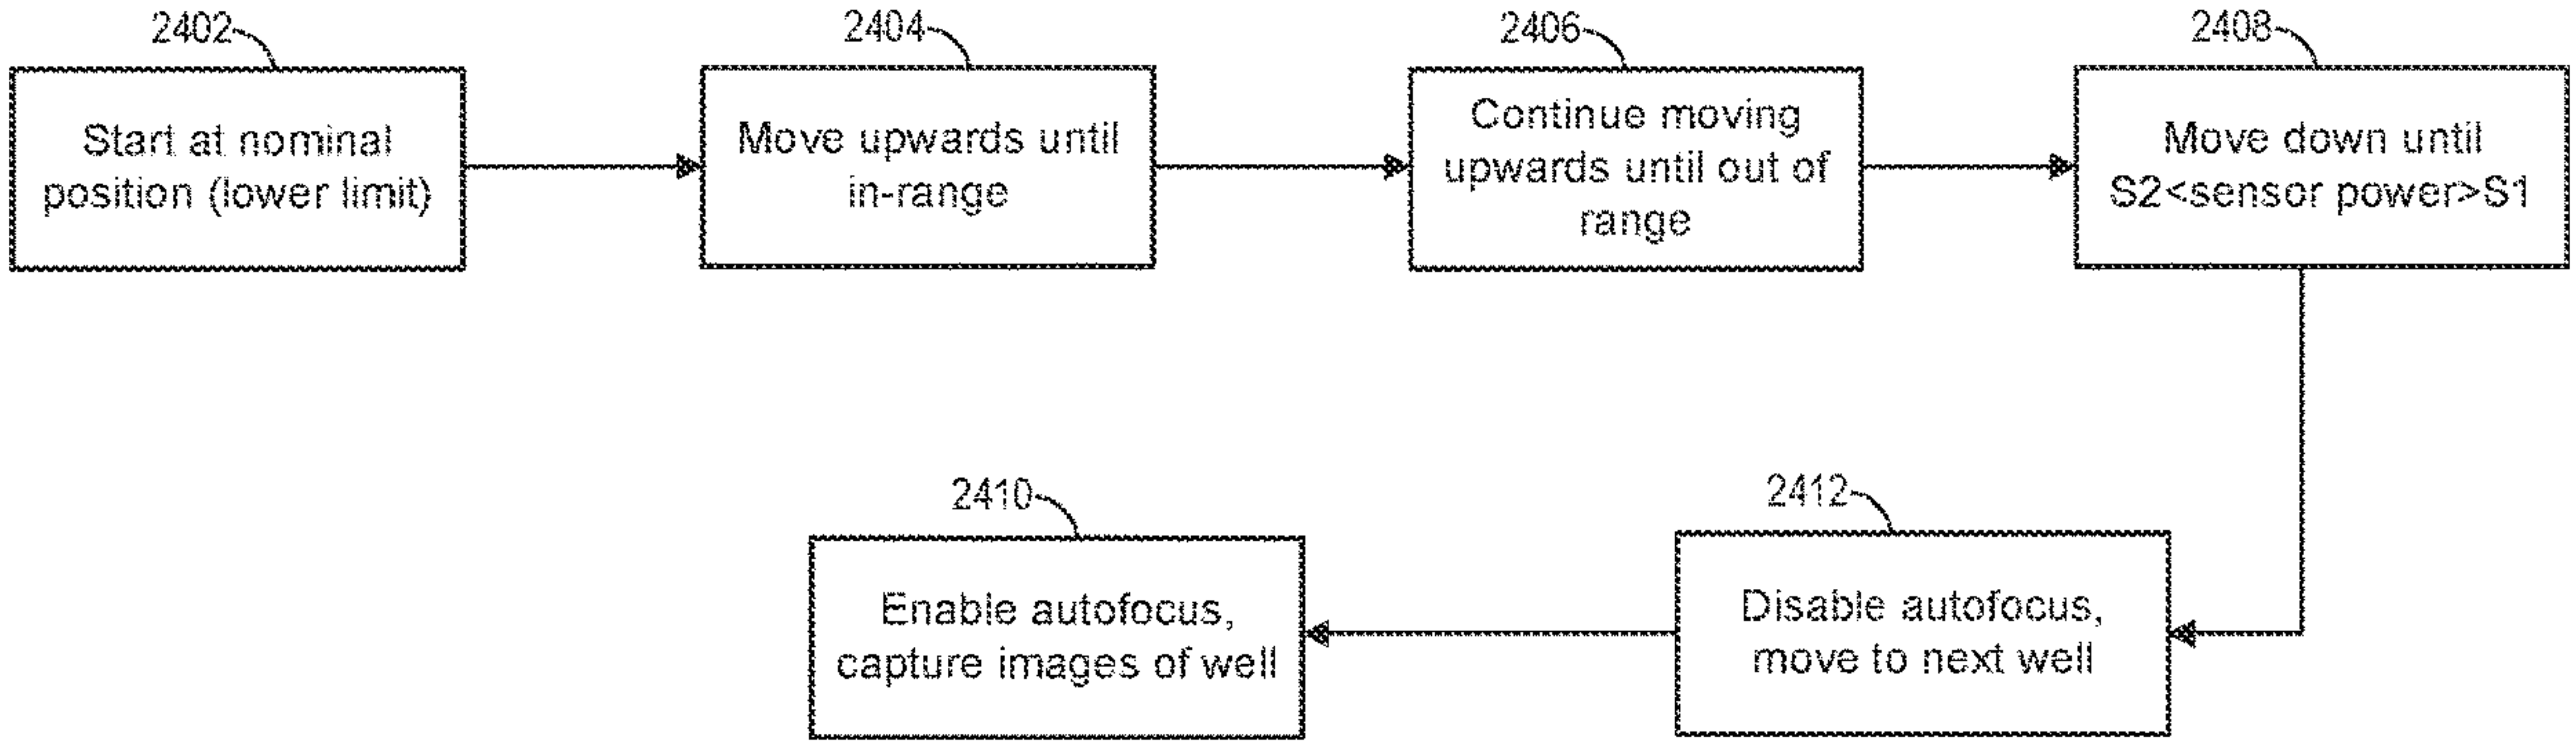 2402
Start at nominal
position (lower limit)
2404
Move upwards until
in-range
2406
Continue moving
upwards until out of
range
2408
Move down until
S2<sensor power>S1
2410
Enable autofocus,
capture images of well
2412
Disable autofocus,
move to next well